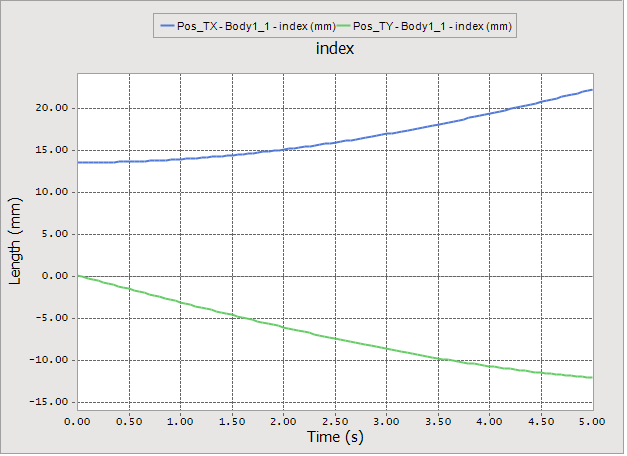 Pos_TX - Body1_1 - index (mm) Pos_TY - Body1_1 - index (mm)
index
Length (mm)
20.00
15.00
10.00
5.00
0.00
-5.00
-10.00
-15.00
0.00 0.50 1.00 1.50 2.00 2.50 3.00 3.50 4.00 4.50 5.00
Time (s)